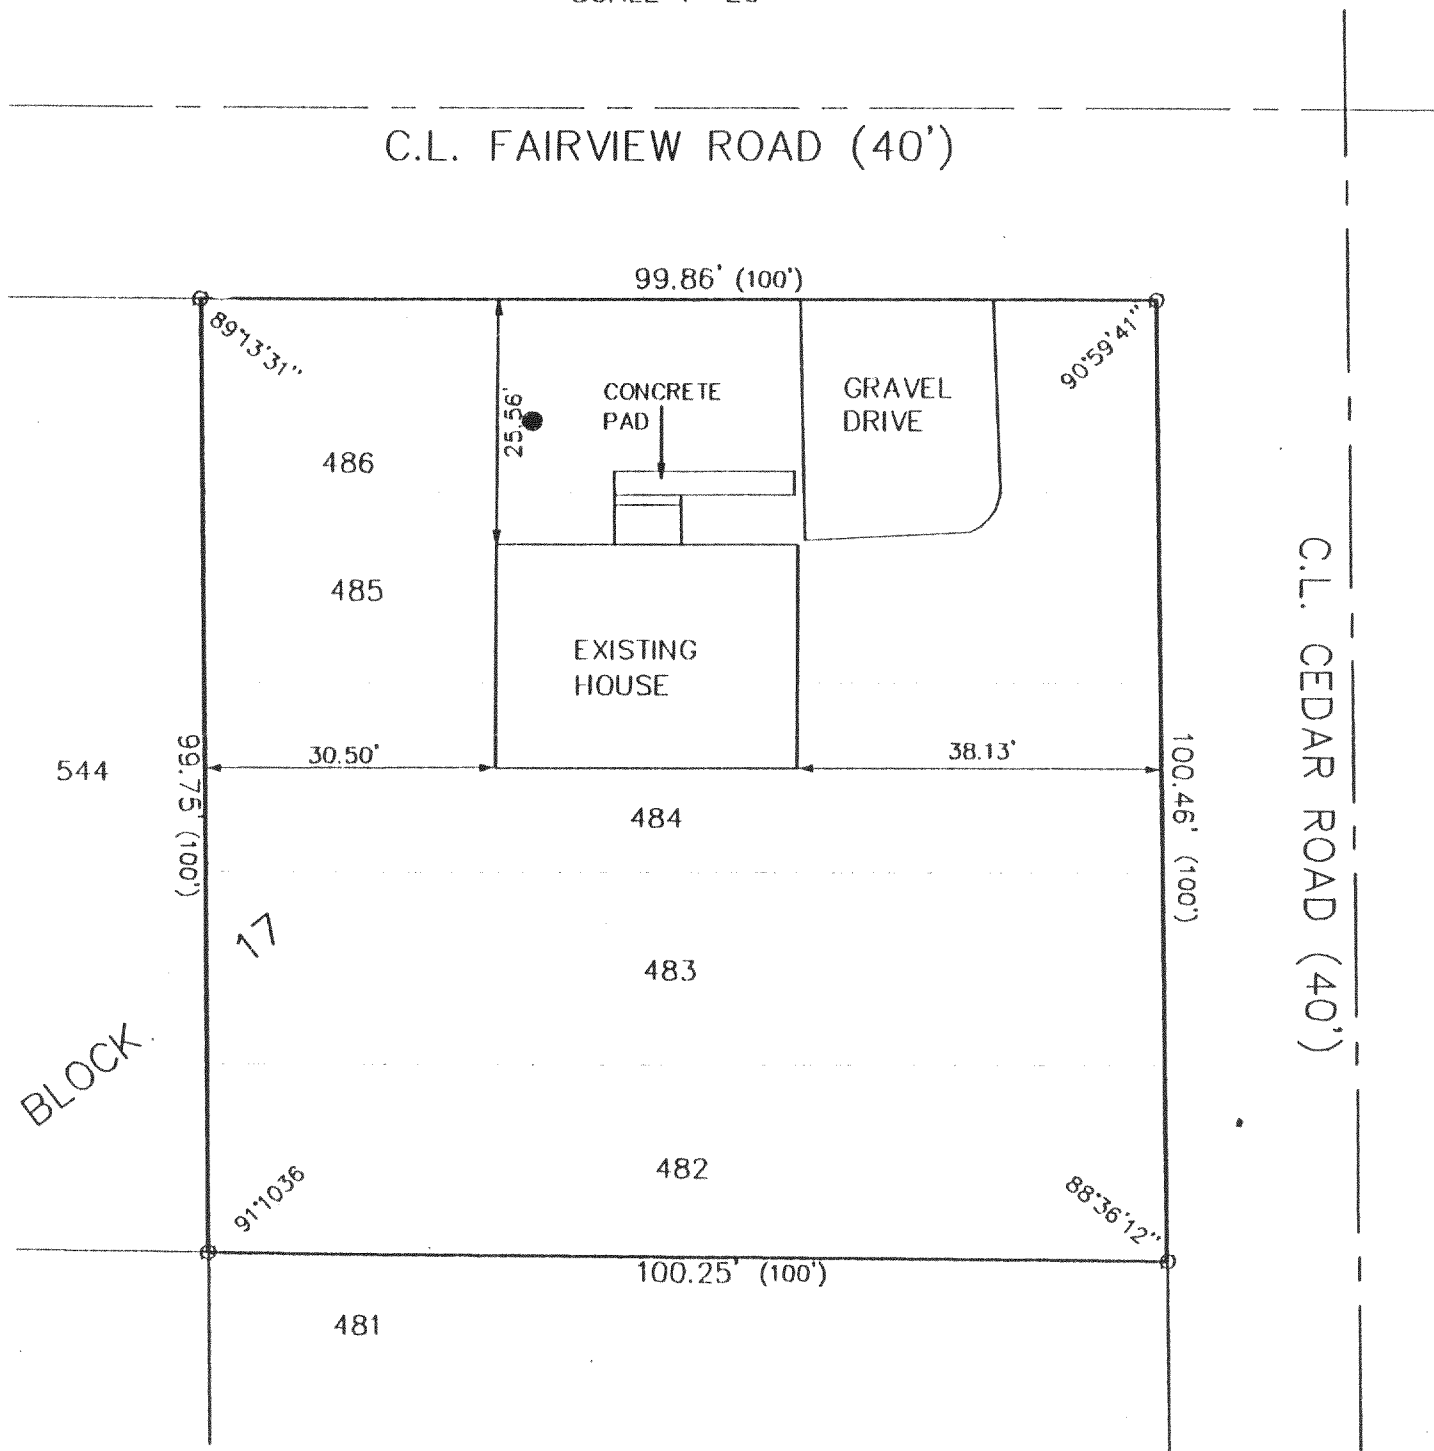 C.L. FAIRVIEW ROAD (40')
99.86' (100')
89°13'31"
90°59'41"
CONCRETE
PAD
GRAVEL
DRIVE
25.56'
486
485
EXISTING
HOUSE
C.L. CEDAR ROAD (40')
544
99.75' (100')
30.50'
38.13'
100.46' (100')
484
17
483
BLOCK
482
91°1036
88°36'12"
100.25' (100')
481